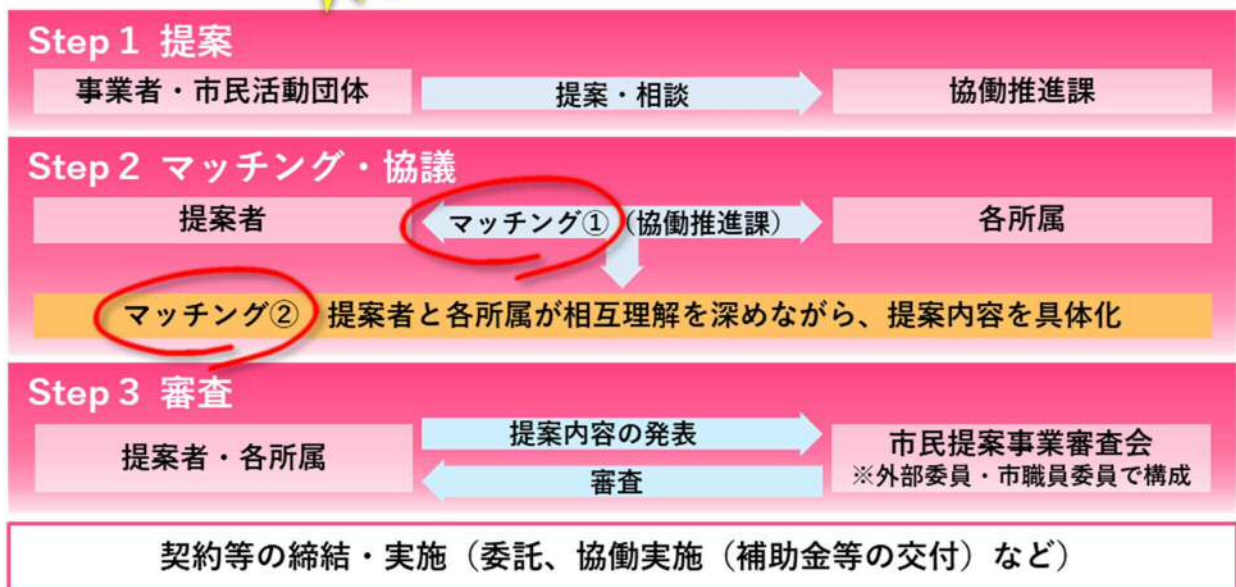 Step 1 提案
事業者・市民活動団体
提案・相談
協働推進課
Step 2 マッチング・協議
提案者
マッチング①（協働推進課）
各所属
マッチング② 提案者と各所属が相互理解を深めながら、提案内容を具体化
Step 3 審査
提案者・各所属
提案内容の発表
審査
市民提案事業審査会
※外部委員・市職員委員で構成
契約等の締結・実施（委託、協働実施（補助金等の交付）など）